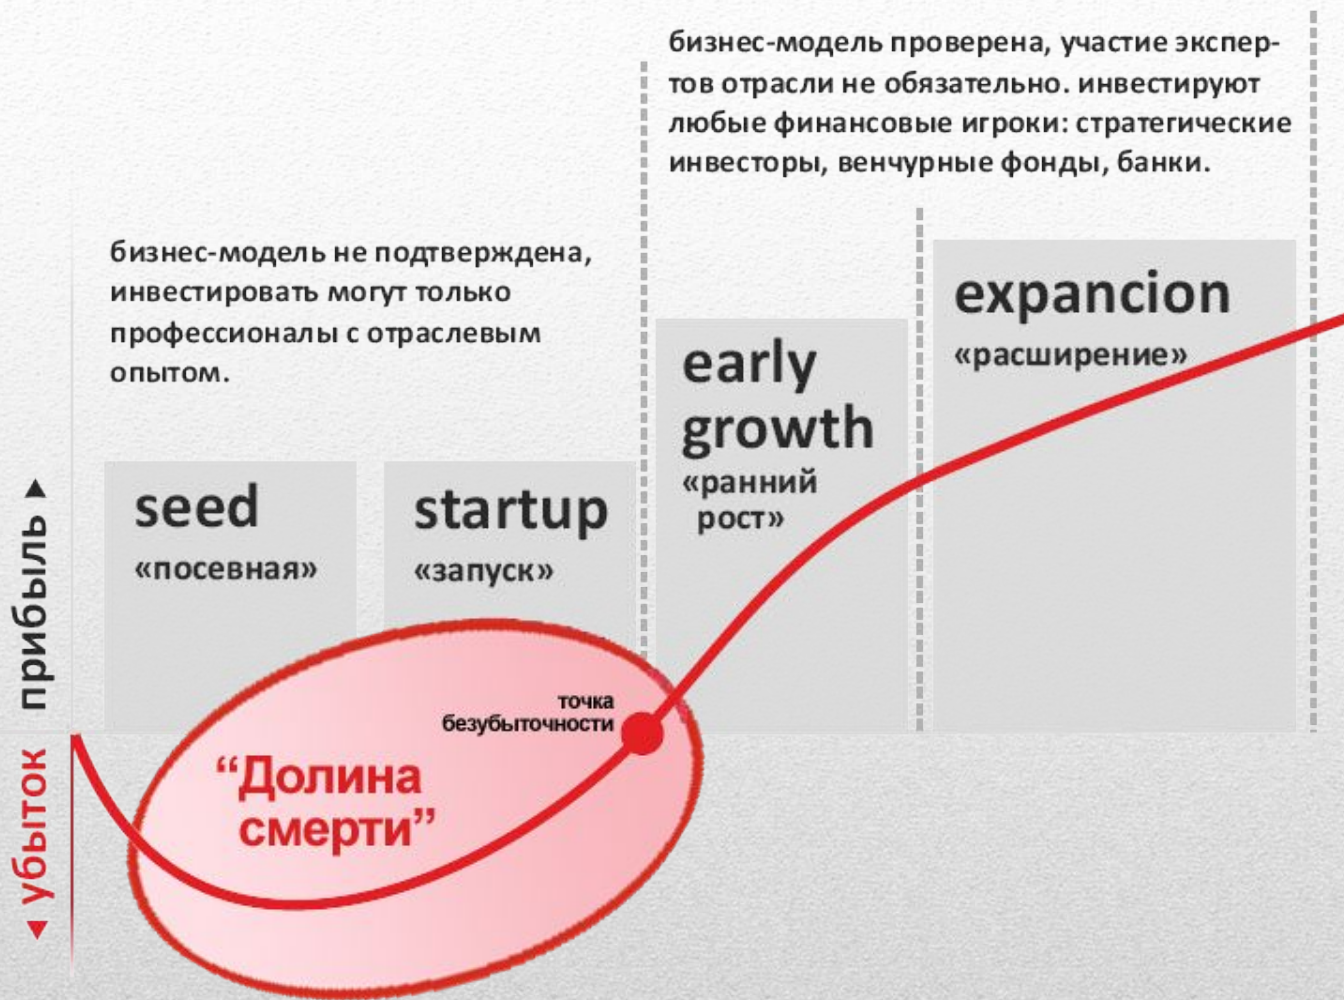 бизнес-модель проверена, участие экспер-
тов отрасли не обязательно. инвестируют
любые финансовые игроки: стратегические
инвесторы, венчурные фонды, банки.
бизнес-модель не подтверждена,
инвестировать могут только
профессионалы с отраслевым
опытом.
expancion
«расширение»
early
growth
«ранний
рост»
seed
«посевная»
startup
«запуск»
прибыль
убыток
точка
безубыточности
“Долина
смерти”